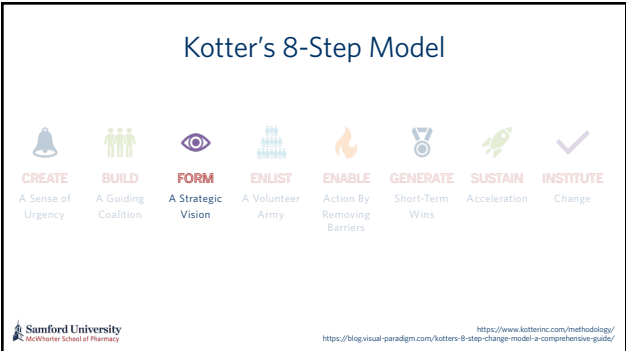 Kotter's 8-Step Model
CREATE
A Sense of
Urgency
BUILD
A Guiding
Coalition
FORM
A Strategic
Vision
ENLIST
A Volunteer
Army
ENABLE
Action By
Removing
Barriers
GENERATE
Short-Term
Wins
SUSTAIN
Acceleration
INSTITUTE
Change
Samford University
McWhorter School of Pharmacy
https://www.kotterinc.com/methodology/
https://blog.visual-paradigm.com/kotters-8-step-change-model-a-comprehensive-guide/